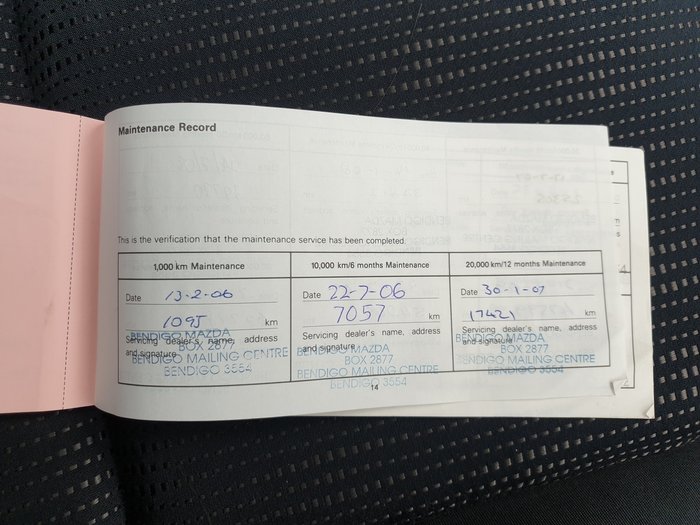 Maintenance Record
This is the verification that the maintenance service has been completed.
1,000 km Maintenance
Date 13-2-06
1095 km
Servicing dealer's name, address
and signature
BENDIGO MAZDA
BOX 2877
BENDIGO MAILING CENTRE
BENDIGO 3554
10,000 km/6 months Maintenance
Date 22-7-06
7057 km
Servicing dealer's name, address
and signature
BENDIGO MAZDA
BOX 2877
BENDIGO MAILING CENTRE
BENDIGO 3554
20,000 km/12 months Maintenance
Date 30-1-07
17421 km
Servicing dealer's name, address
and signature
BENDIGO MAZDA
BOX 2877
BENDIGO MAILING CENTRE
BENDIGO 3554
14